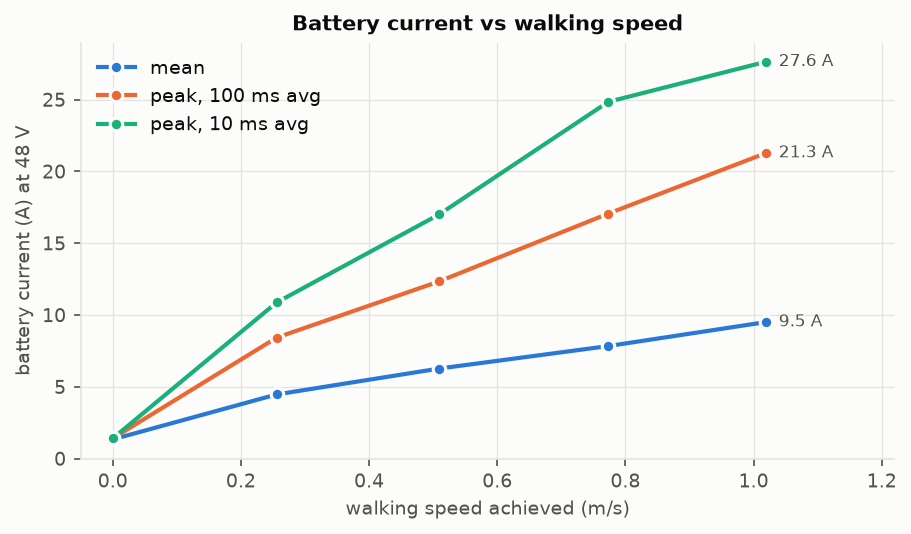 Battery current vs walking speed
mean
peak, 100 ms avg
peak, 10 ms avg
27.6 A
21.3 A
9.5 A
battery current (A) at 48 V
25
20
15
10
5
0
0.0 0.2 0.4 0.6 0.8 1.0 1.2
walking speed achieved (m/s)